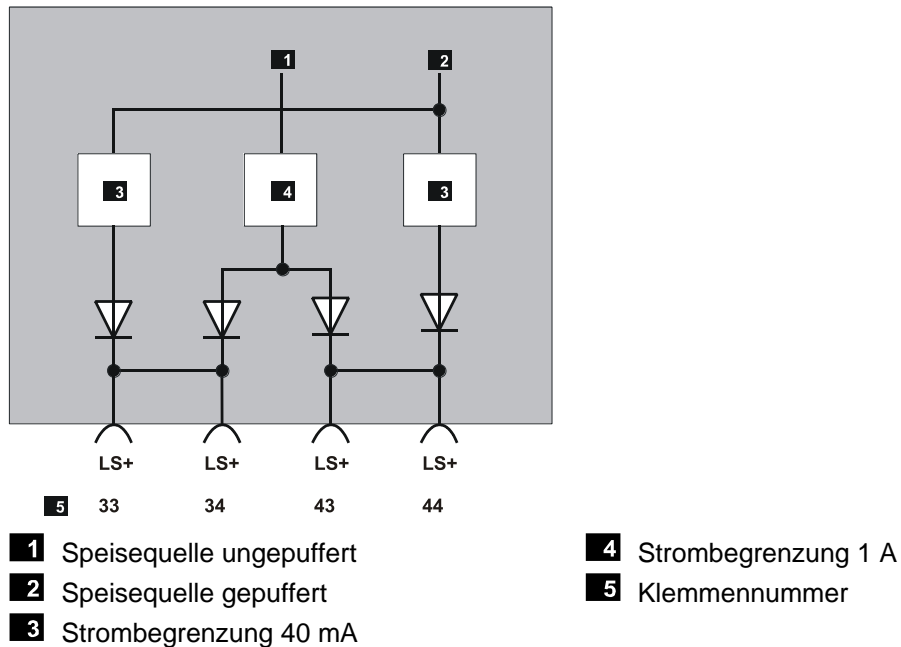 1 2
3 4 3
LS+ LS+ LS+ LS+
5 33 34 43 44
1 Speisequelle ungepuffert
2 Speisequelle gepuffert
3 Strombegrenzung 40 mA
4 Strombegrenzung 1 A
5 Klemmennummer